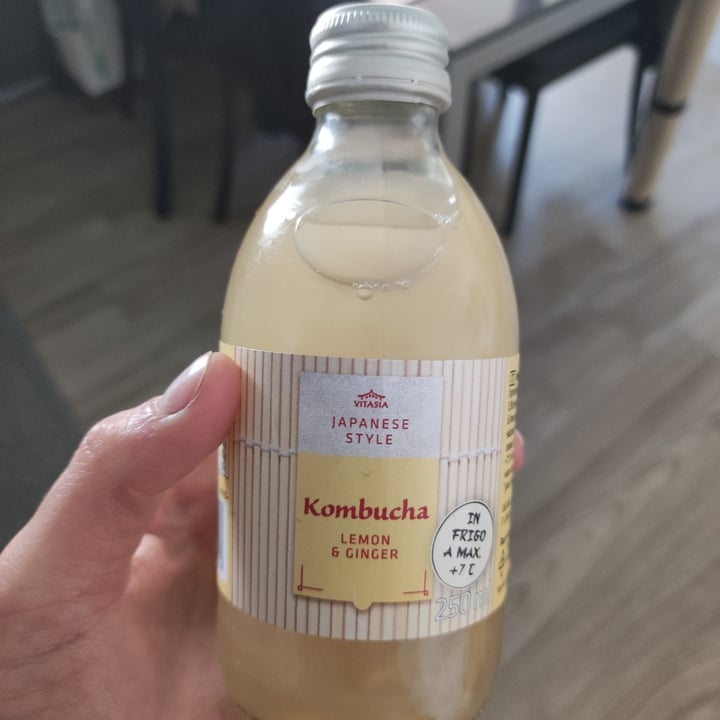 VITASIA
JAPANESE
STYLE
Kombucha
LEMON
& GINGER
IN
FRIGO
A MAX.
+7 C
250 ml